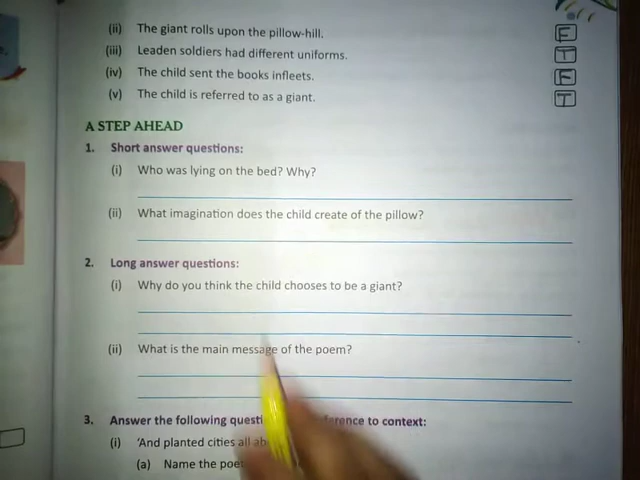 (ii) The giant rolls upon the pillow-hill. F
(iii) Leaden soldiers had different uniforms. T
(iv) The child sent the books infleets. F
(v) The child is referred to as a giant. T
A STEP AHEAD
1. Short answer questions:
(i) Who was lying on the bed? Why?
(ii) What imagination does the child create of the pillow?
2. Long answer questions:
(i) Why do you think the child chooses to be a giant?
(ii) What is the main message of the poem?
3. Answer the following to context:
(i) 'And planted cities all
(a) Name the